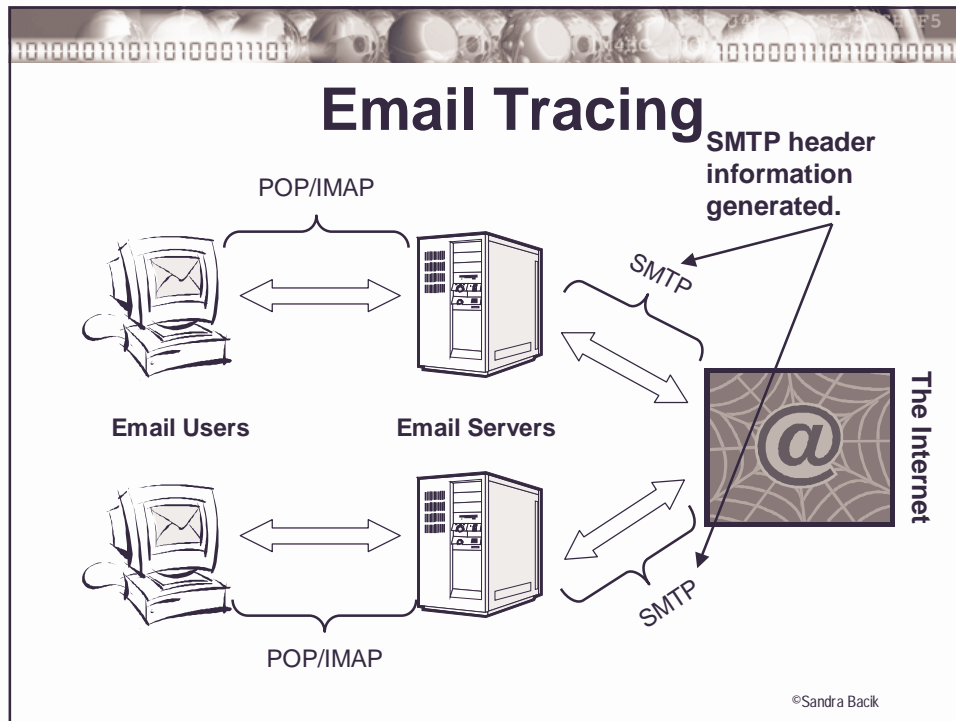 Email Tracing
SMTP header
information
generated.
POP/IMAP
SMTP
The Internet
Email Users
Email Servers
@
SMTP
POP/IMAP
©Sandra Bacik